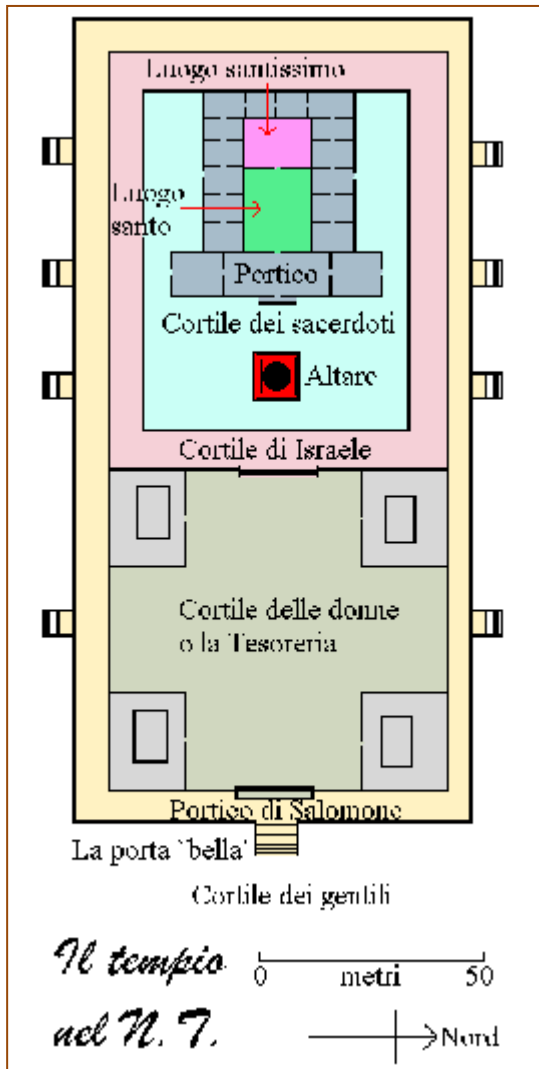 Luogo santissimo
Luogo
santo
Portico
Cortile dei sacerdoti
Altare
Cortile di Israele
Cortile delle donne
o la Tesoreria
Portico di Salomone
La porta `bella'
Cortile dei gentili
Il tempio
nel N. T.
0 metri 50
Nord